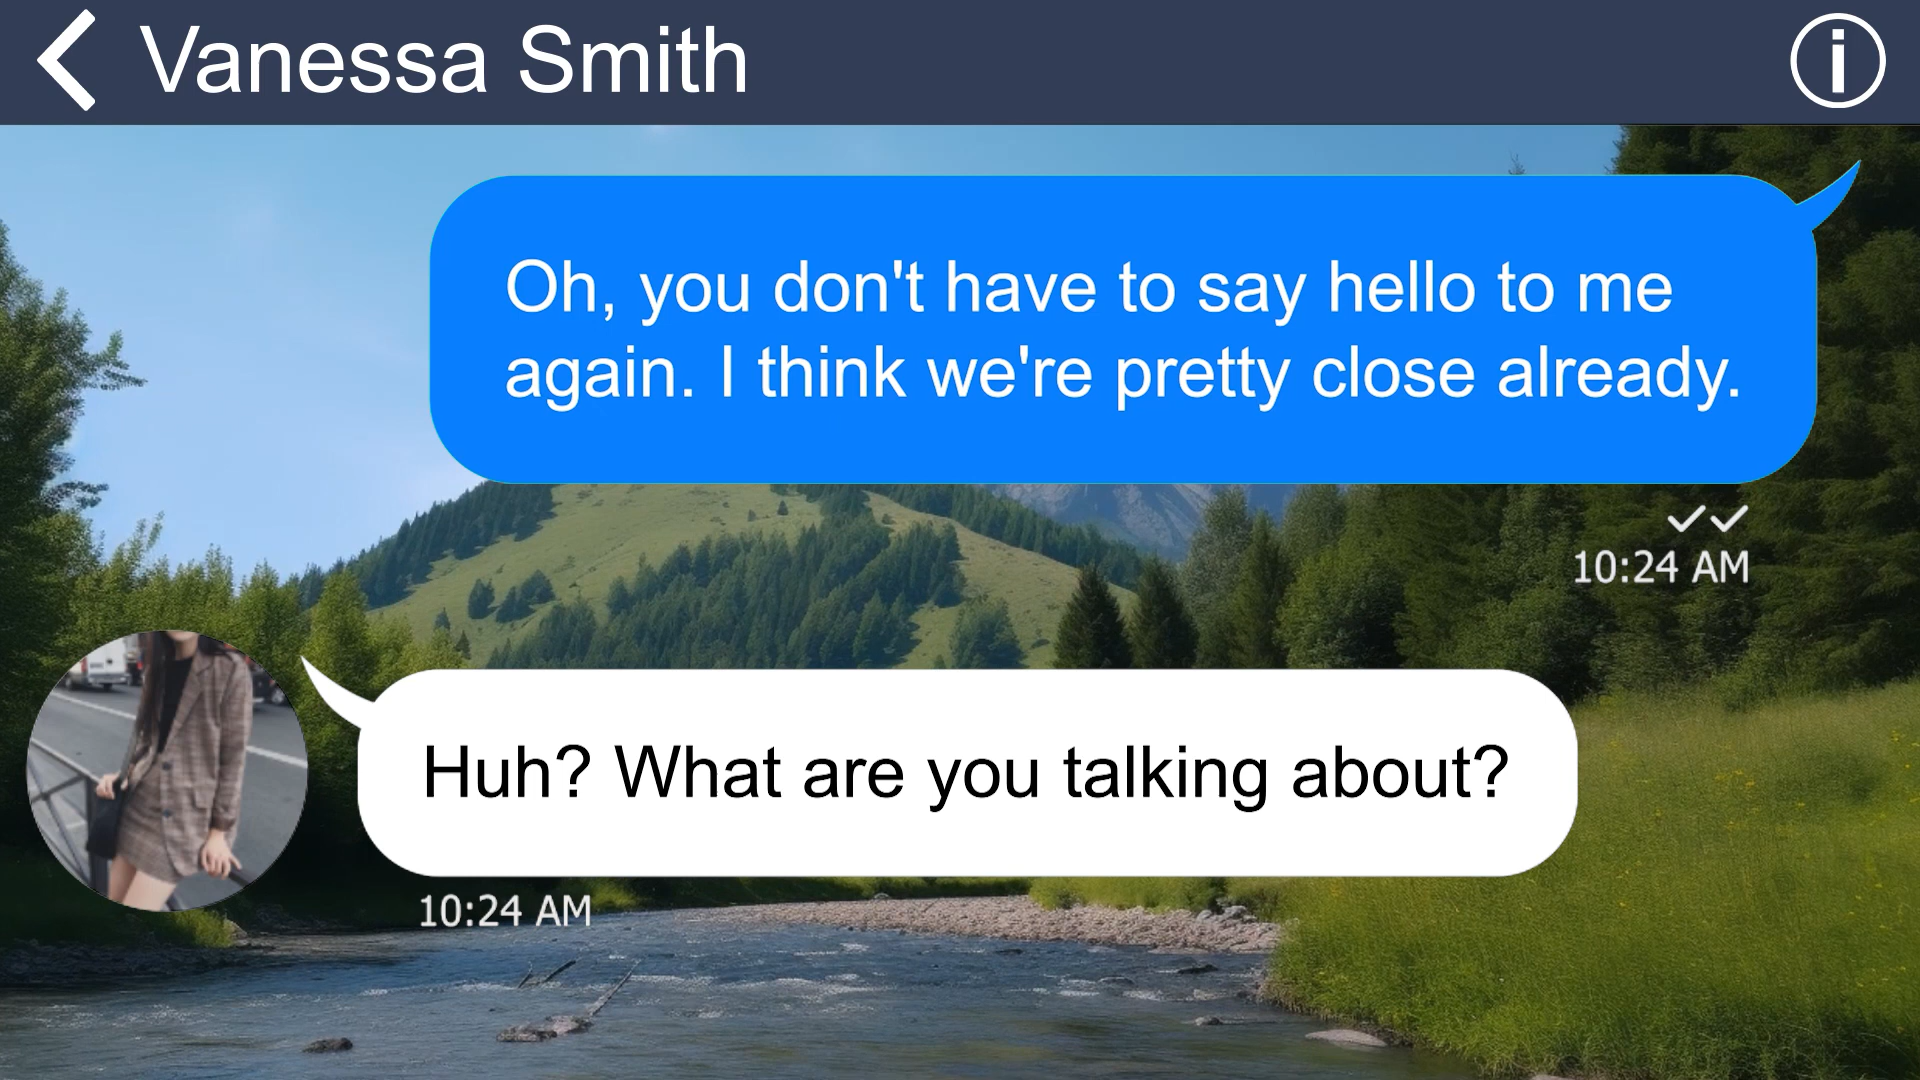 Vanessa Smith
Oh, you don't have to say hello to me
again. I think we're pretty close already.
10:24 AM
Huh? What are you talking about?
10:24 AM